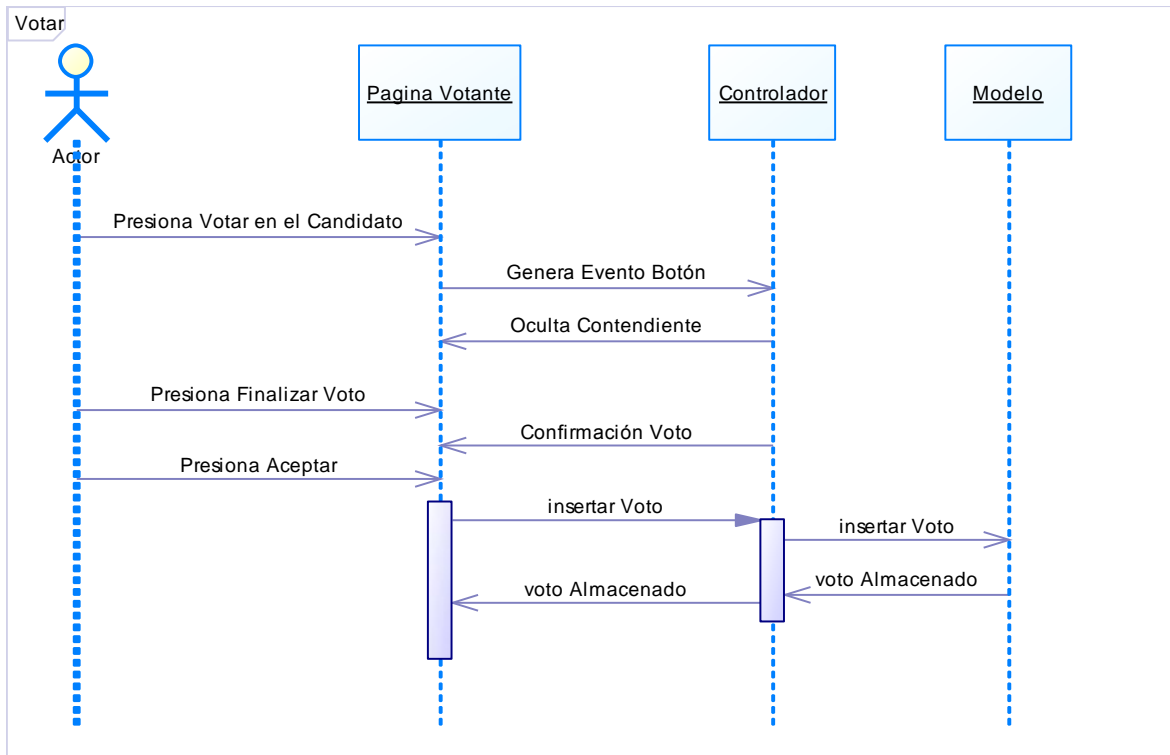 Votar
Pagina Votante
Controlador
Modelo
Actor
Presiona Votar en el Candidato
Genera Evento Botón
Oculta Contendiente
Presiona Finalizar Voto
Confirmación Voto
Presiona Aceptar
insertar Voto
insertar Voto
voto Almacenado
voto Almacenado